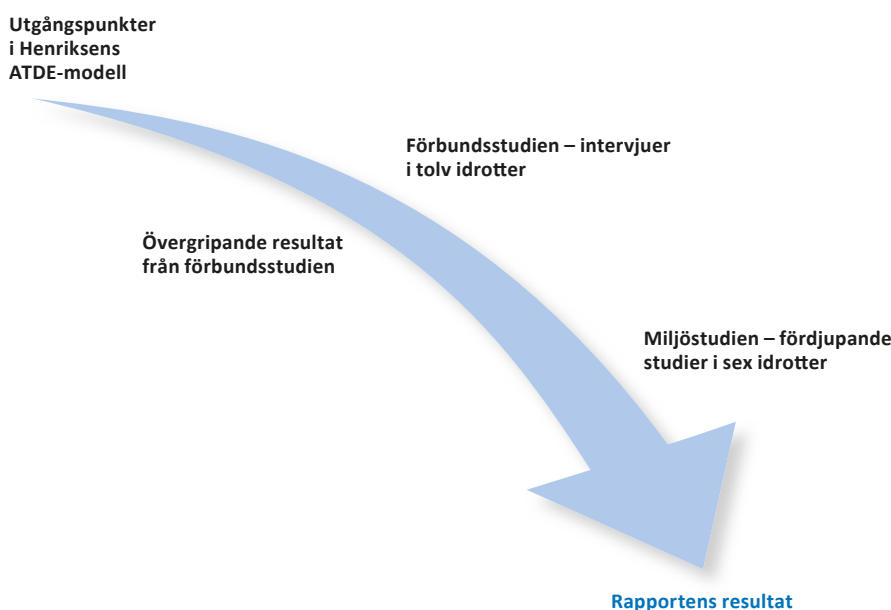 Utgångspunkter
i Henriksens
ATDE-modell
Förbundsstudien – intervjuer
i tolv idrotter
Övergripande resultat
från förbundsstudien
Miljöstudien – fördjupande
studier i sex idrotter
Rapportens resultat